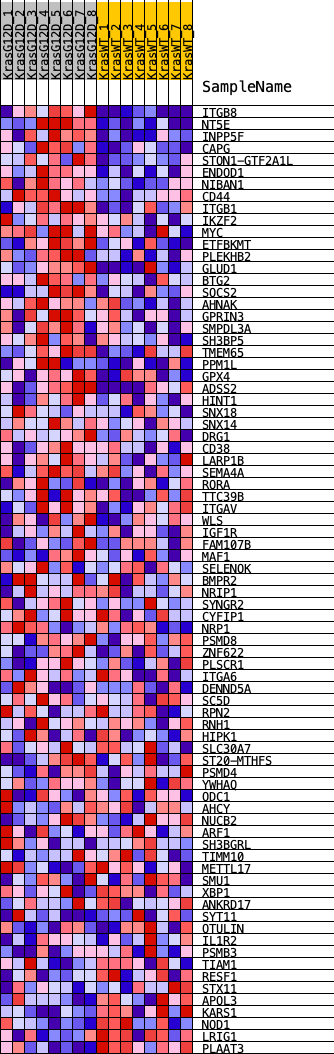 KrasG12D_1
KrasG12D_2
KrasG12D_3
KrasG12D_4
KrasG12D_5
KrasG12D_6
KrasG12D_7
KrasG12D_8
KrasWT_1
KrasWT_2
KrasWT_3
KrasWT_4
KrasWT_5
KrasWT_6
KrasWT_7
KrasWT_8
SampleName
ITGB8
NT5E
INPP5F
CAPG
STON1-GTF2A1L
ENDOD1
NIBAN1
CD44
ITGB1
IKZF2
MYC
ETFBKMT
PLEKHB2
GLUD1
BTG2
SOCS2
AHNAK
GPRIN3
SMPDL3A
SH3BP5
TMEM65
PPM1L
GPX4
ADSS2
HINT1
SNX18
SNX14
DRG1
CD38
LARP1B
SEMA4A
RORA
TTC39B
ITGAV
WLS
IGF1R
FAM107B
MAF1
SELENOK
BMPR2
NRIP1
SYNGR2
CYFIP1
NRP1
PSMD8
ZNF622
PLSCR1
ITGA6
DENND5A
SC5D
RPN2
RNH1
HIPK1
SLC30A7
ST20-MTHFS
PSMD4
YWHAQ
ODC1
AHCY
NUCB2
ARF1
SH3BGRL
TIMM10
METTL17
SMU1
XBP1
ANKRD17
SYT11
OTULIN
IL1R2
PSMB3
TIAM1
RESF1
STX11
APOL3
KARS1
NOD1
LRIG1
PLAAT3